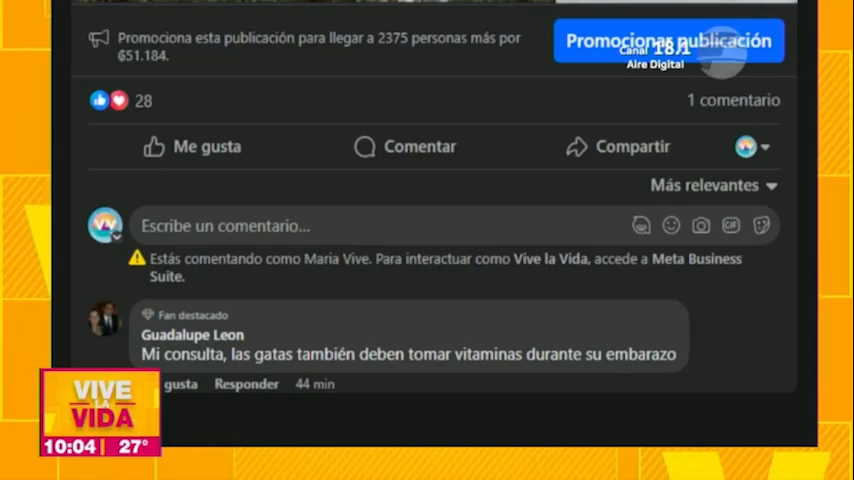 Promociona esta publicación para llegar a 2375 personas más por
₡51.184.
Promocionar publicación
Canal 18.1
Aire Digital
28
1 comentario
Me gusta
Comentar
Compartir
Más relevantes
Escribe un comentario...
GIF
Estás comentando como Maria Vive. Para interactuar como Vive la Vida, accede a Meta Business
Suite.
Fan destacado
Guadalupe Leon
Mi consulta, las gatas también deben tomar vitaminas durante su embarazo
gusta Responder 44 min
VIVE
LA
VIDA
10:04 27°